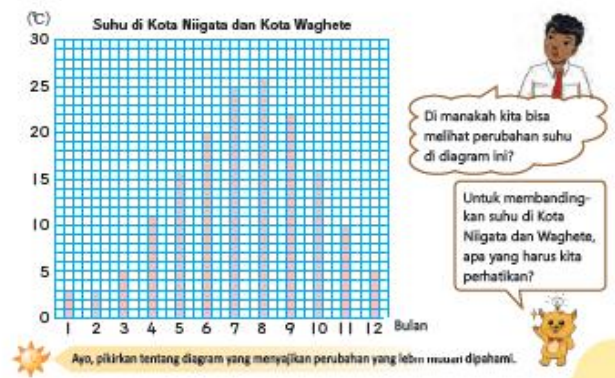 (℃)
Suhu di Kota Niigata dan Kota Waghete
30
25
20
15
10
5
0
1 2 3 4 5 6 7 8 9 10 11 12 Bulan
Di manakah kita bisa
melihat perubahan suhu
di diagram ini?
Untuk membanding-
kan suhu di Kota
Niigata dan Waghete,
apa yang harus kita
perhatikan?
Ayo, pikirkan tentang diagram yang menyajikan perubahan yang lebih mudah dipahami.